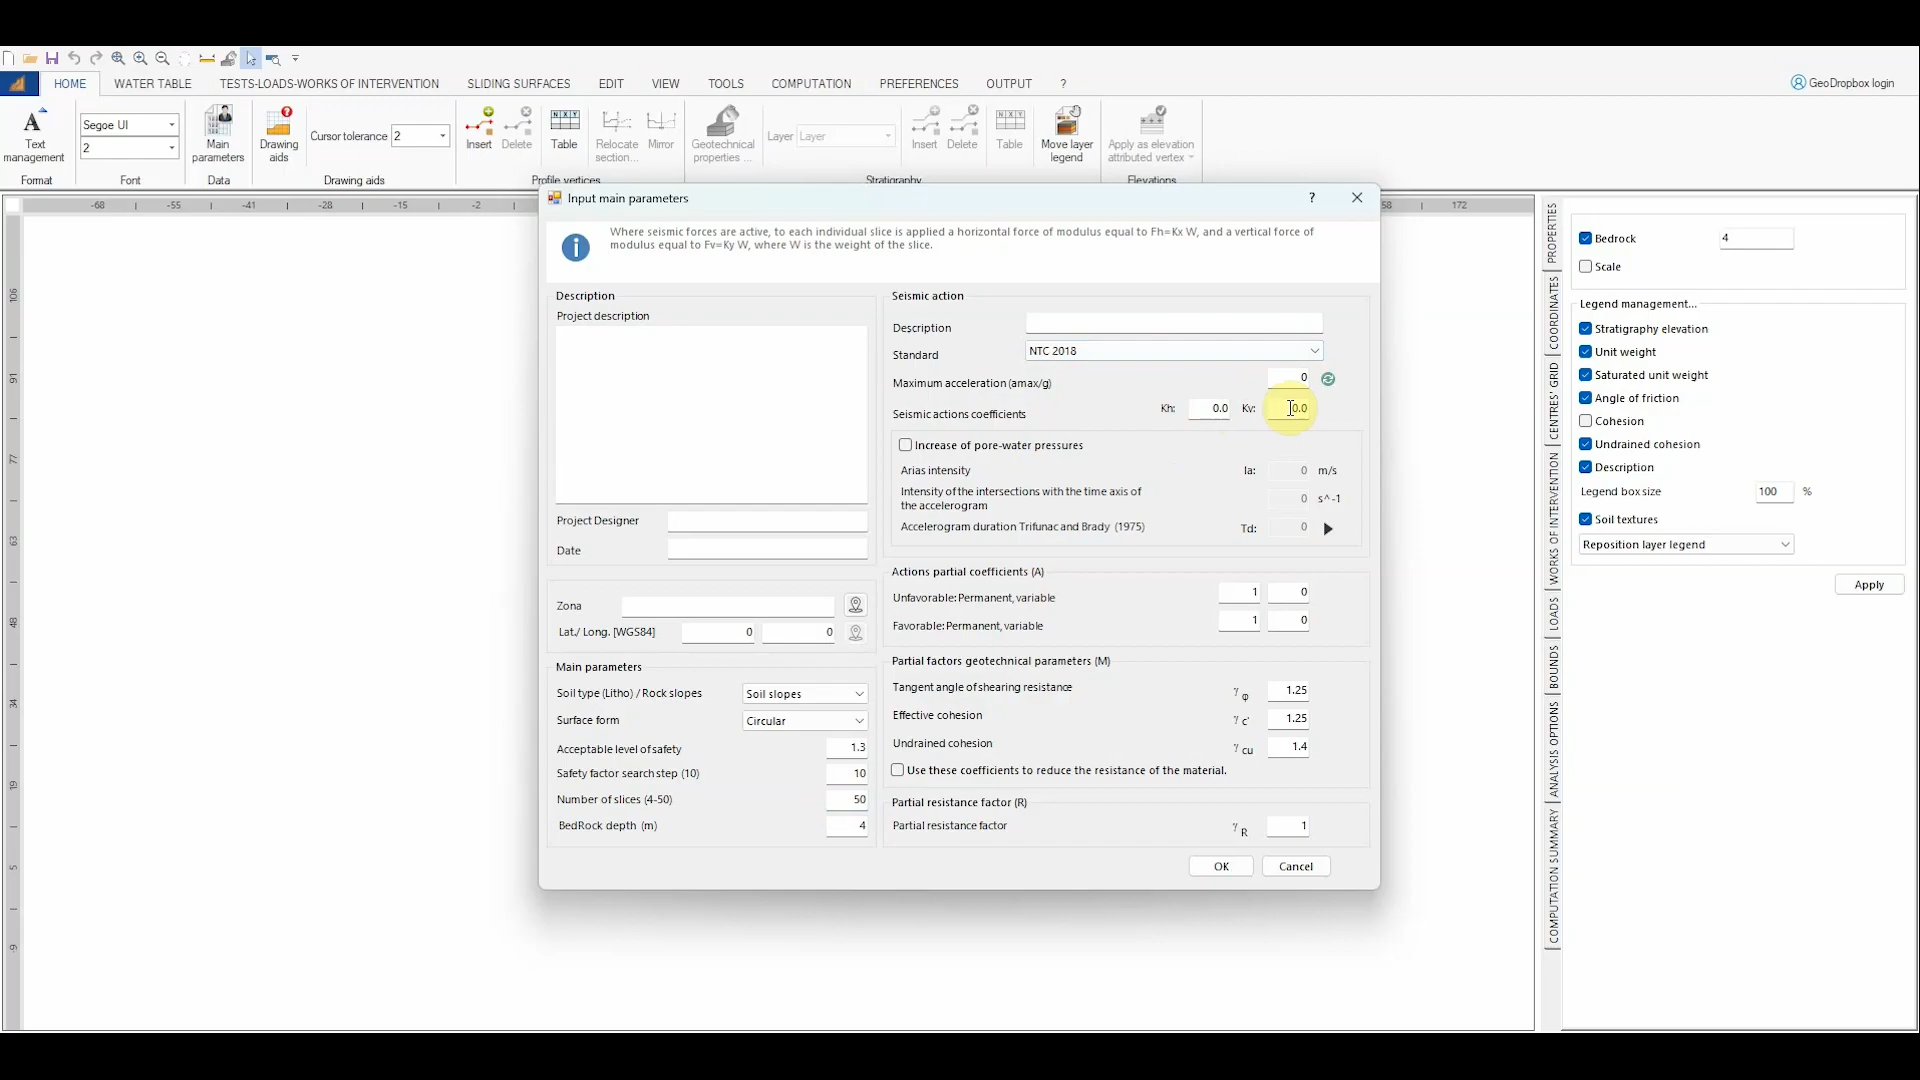 HOME
WATER TABLE
TESTS-LOADS-WORKS OF INTERVENTION
SLIDING SURFACES
EDIT
VIEW
TOOLS
COMPUTATION
PREFERENCES
OUTPUT
?
GeoDropbox login
Text management
Segoe UI
2
Main parameters
Drawing aids
Cursor tolerance 2
Insert
Delete
Table
Relocate section...
Mirror
Geotechnical properties ...
Layer Layer
Insert
Delete
Table
Move layer legend
Apply as elevation attributed vertex
Format
Font
Data
Drawing aids
Profile vertices
Stratigraphy
Elevations
-68 -55 -41 -28 -15 -2 58 172
106
91
77
63
48
34
19
5
-9
Input main parameters
?
Where seismic forces are active, to each individual slice is applied a horizontal force of modulus equal to Fh=Kx W, and a vertical force of
modulus equal to Fv=Ky W, where W is the weight of the slice.
Description
Project description
Project Designer
Date
Zona
Lat./ Long. [WGS84] 0 0
Main parameters
Soil type (Litho) / Rock slopes Soil slopes
Surface form Circular
Acceptable level of safety 1.3
Safety factor search step (10) 10
Number of slices (4-50) 50
BedRock depth (m) 4
Seismic action
Description
Standard NTC 2018
Maximum acceleration (amax/g) 0
Seismic actions coefficients Kh: 0.0 Kv: 0.0
Increase of pore-water pressures
Arias intensity Ia: 0 m/s
Intensity of the intersections with the time axis of
the accelerogram 0 s^-1
Accelerogram duration Trifunac and Brady (1975) Td: 0
Actions partial coefficients (A)
Unfavorable: Permanent, variable 1 0
Favorable: Permanent, variable 1 0
Partial factors geotechnical parameters (M)
Tangent angle of shearing resistance γ φ 1.25
Effective cohesion γ c' 1.25
Undrained cohesion γ cu 1.4
Use these coefficients to reduce the resistance of the material.
Partial resistance factor (R)
Partial resistance factor γ R 1
OK
Cancel
PROPERTIES
COORDINATES
CENTRES' GRID
WORKS OF INTERVENTION
LOADS
BOUNDS
ANALYSIS OPTIONS
COMPUTATION SUMMARY
Bedrock 4
Scale
Legend management...
Stratigraphy elevation
Unit weight
Saturated unit weight
Angle of friction
Cohesion
Undrained cohesion
Description
Legend box size 100 %
Soil textures
Reposition layer legend
Apply